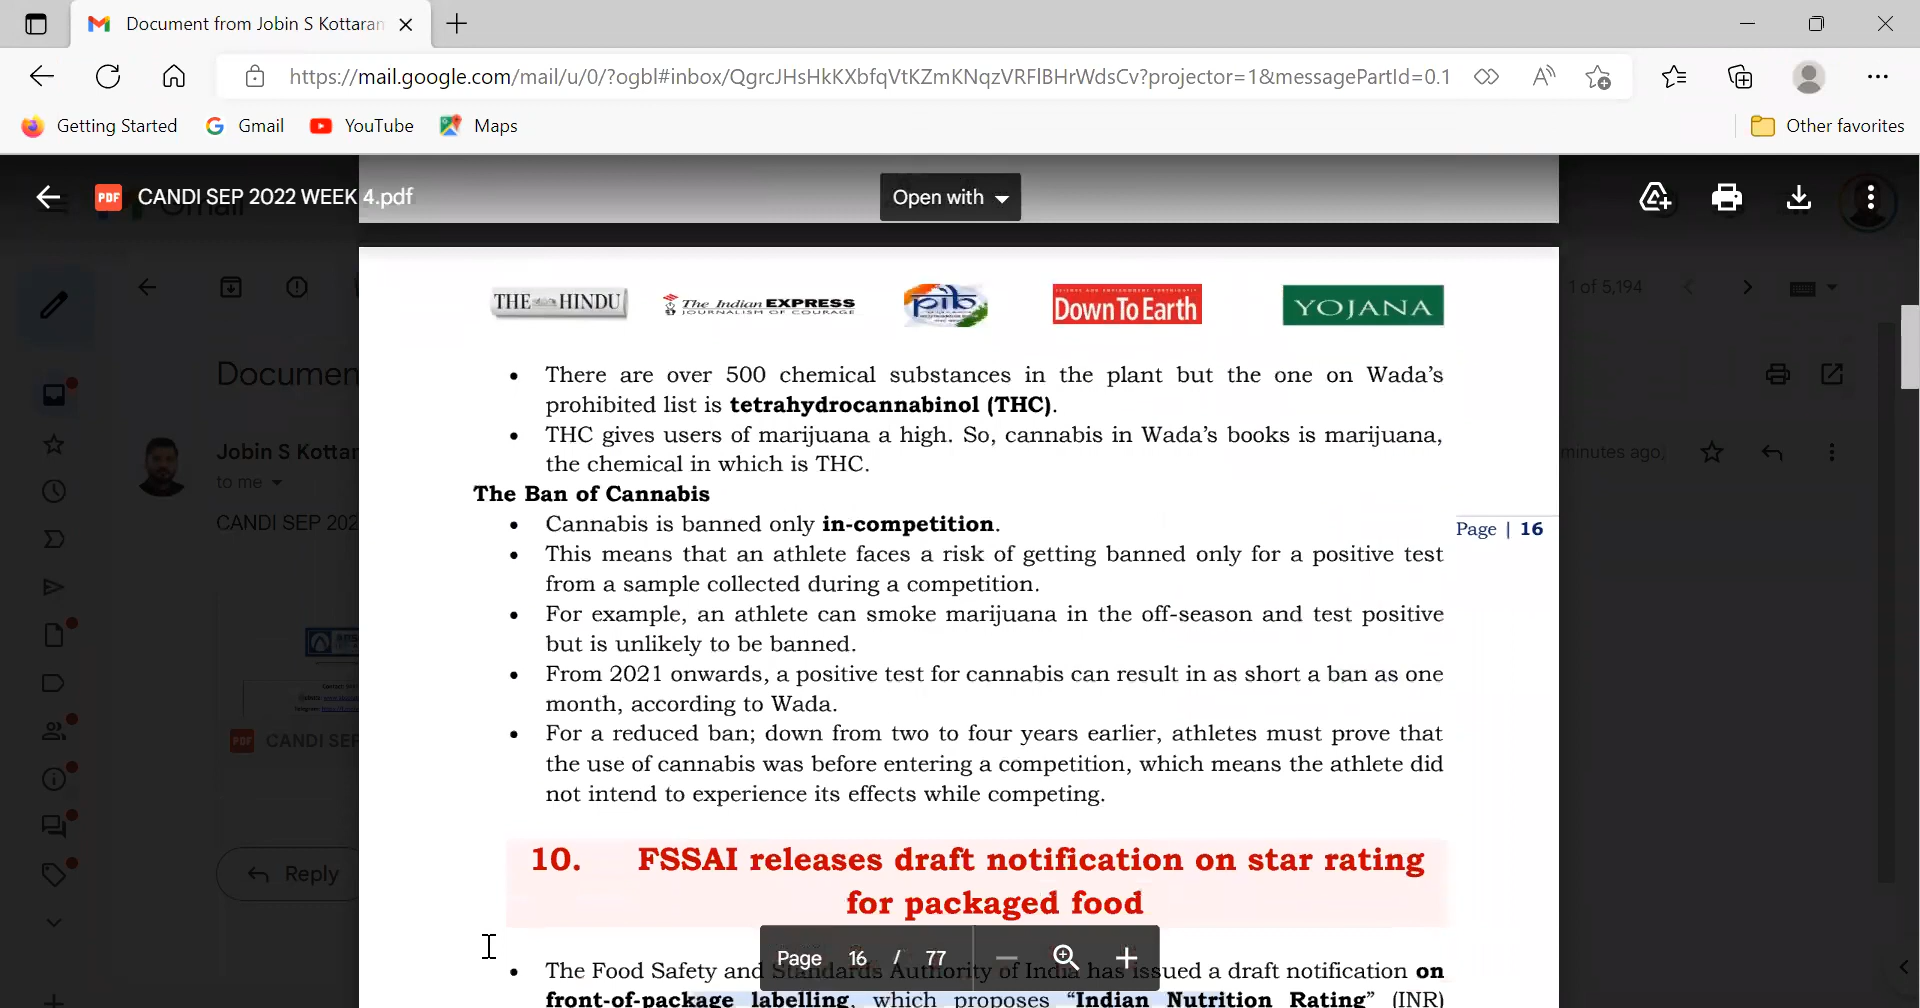 Document from Jobin S Kottaran
https://mail.google.com/mail/u/0/?ogbl#inbox/QgrcJHsHkKXbfqVtKZmKNqzVRFlBHrWdsCv?projector=1&messagePartId=0.1
Getting Started Gmail YouTube Maps Other favorites
PDF CANDI SEP 2022 WEEK 4.pdf Open with
Gmail
1 of 5,194
THE HINDU The Indian EXPRESS pib DownToEarth YOJANA
JOURNALISM OF COURAGE
Documen
• There are over 500 chemical substances in the plant but the one on Wada’s
prohibited list is tetrahydrocannabinol (THC).
• THC gives users of marijuana a high. So, cannabis in Wada’s books is marijuana,
the chemical in which is THC.
Jobin S Kottar
minutes ago)
to me
CANDI SEP 202
The Ban of Cannabis
• Cannabis is banned only in-competition.
Page | 16
• This means that an athlete faces a risk of getting banned only for a positive test
from a sample collected during a competition.
• For example, an athlete can smoke marijuana in the off-season and test positive
but is unlikely to be banned.
• From 2021 onwards, a positive test for cannabis can result in as short a ban as one
month, according to Wada.
• For a reduced ban; down from two to four years earlier, athletes must prove that
the use of cannabis was before entering a competition, which means the athlete did
not intend to experience its effects while competing.
PDF CANDI SEP
Reply
10. FSSAI releases draft notification on star rating
for packaged food
Page 16 / 77
• The Food Safety and Standards Authority of India has issued a draft notification on
front-of-package labelling, which proposes “Indian Nutrition Rating” (INR)